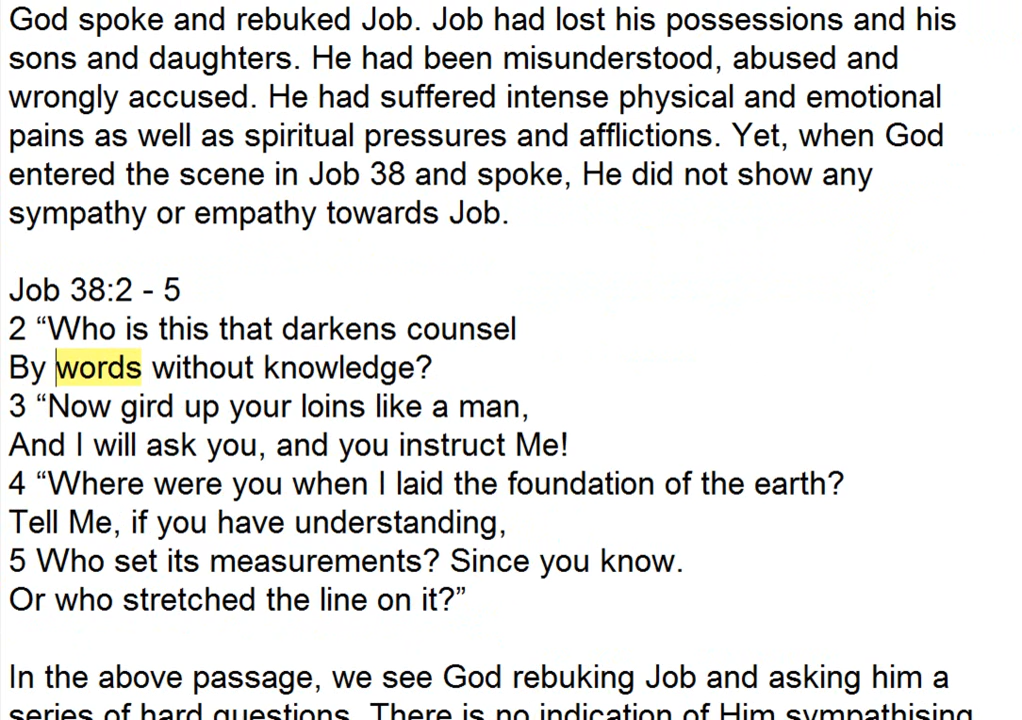 God spoke and rebuked Job. Job had lost his possessions and his
sons and daughters. He had been misunderstood, abused and
wrongly accused. He had suffered intense physical and emotional
pains as well as spiritual pressures and afflictions. Yet, when God
entered the scene in Job 38 and spoke, He did not show any
sympathy or empathy towards Job.
Job 38:2 - 5
2 “Who is this that darkens counsel
By words without knowledge?
3 “Now gird up your loins like a man,
And I will ask you, and you instruct Me!
4 “Where were you when I laid the foundation of the earth?
Tell Me, if you have understanding,
5 Who set its measurements? Since you know.
Or who stretched the line on it?”
In the above passage, we see God rebuking Job and asking him a
series of hard questions. There is no indication of Him sympathising